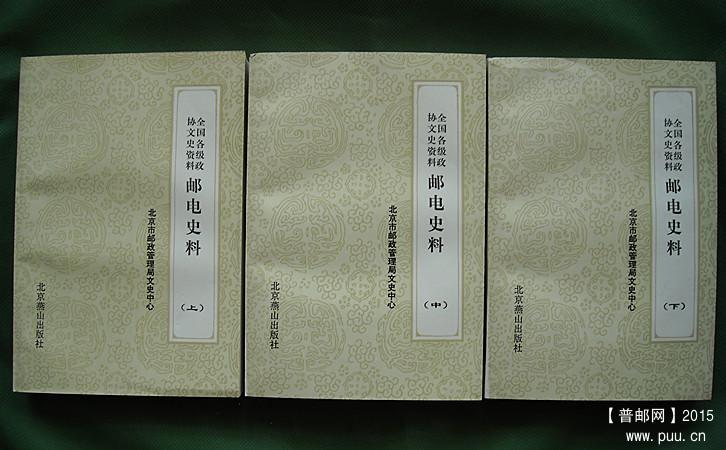 全国各级政
协文史资料
邮电史料
（上）
北京市邮政管理局文史中心
北京燕山出版社
全国各级政
协文史资料
邮电史料
（中）
北京市邮政管理局文史中心
北京燕山出版社
全国各级政
协文史资料
邮电史料
（下）
北京市邮政管理局文史中心
北京燕山出版社
【普邮网】2015
www.puu.cn